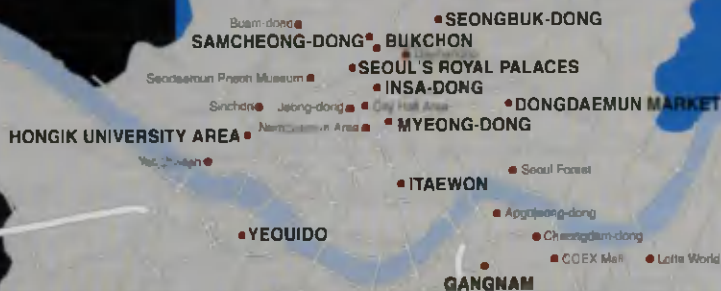 Buam-dong
SEONGBUK-DONG
SAMCHEONG-DONG
BUKCHON
SEOUL'S ROYAL PALACES
Seodaemun Prison Museum
INSA-DONG
Sinchon
Jeong-dong
City Hall Area
DONGDAEMUN MARKET
Namdaemun Area
MYEONG-DONG
HONGIK UNIVERSITY AREA
Seoul Forest
ITAEWON
Apgujeong-dong
YEOUIDO
Cheongdam-dong
COEX Mall
Lotte World
GANGNAM